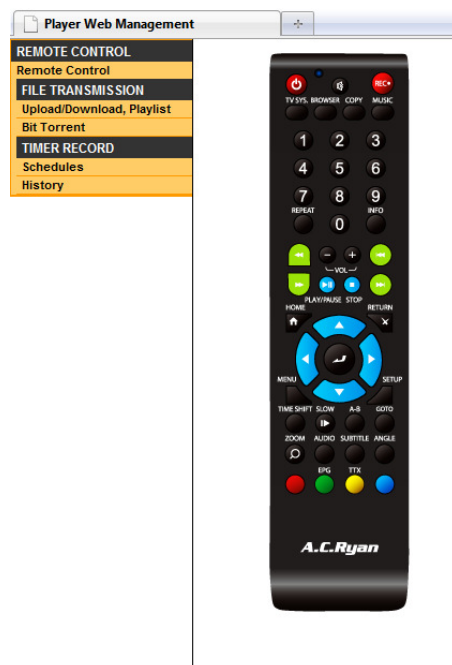 Player Web Management
REMOTE CONTROL
Remote Control
FILE TRANSMISSION
Upload/Download, Playlist
Bit Torrent
TIMER RECORD
Schedules
History
REC
TV SYS. BROWSER COPY MUSIC
1 2 3
4 5 6
7 8 9
REPEAT INFO
0
- +
VOL
PLAY/PAUSE STOP
HOME RETURN
MENU SETUP
TIME SHIFT SLOW A-B GOTO
ZOOM AUDIO SUBTITLE ANGLE
EPG TTX
A.C.Ryan